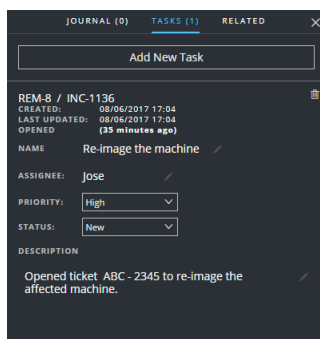 JOURNAL (0) TASKS (1) RELATED
Add New Task
REM-8 / INC-1136
CREATED: 08/06/2017 17:04
LAST UPDATED: 08/06/2017 17:04
OPENED (35 minutes ago)
NAME Re-image the machine
ASSIGNEE: Jose
PRIORITY: High
STATUS: New
DESCRIPTION
Opened ticket ABC - 2345 to re-image the
affected machine.